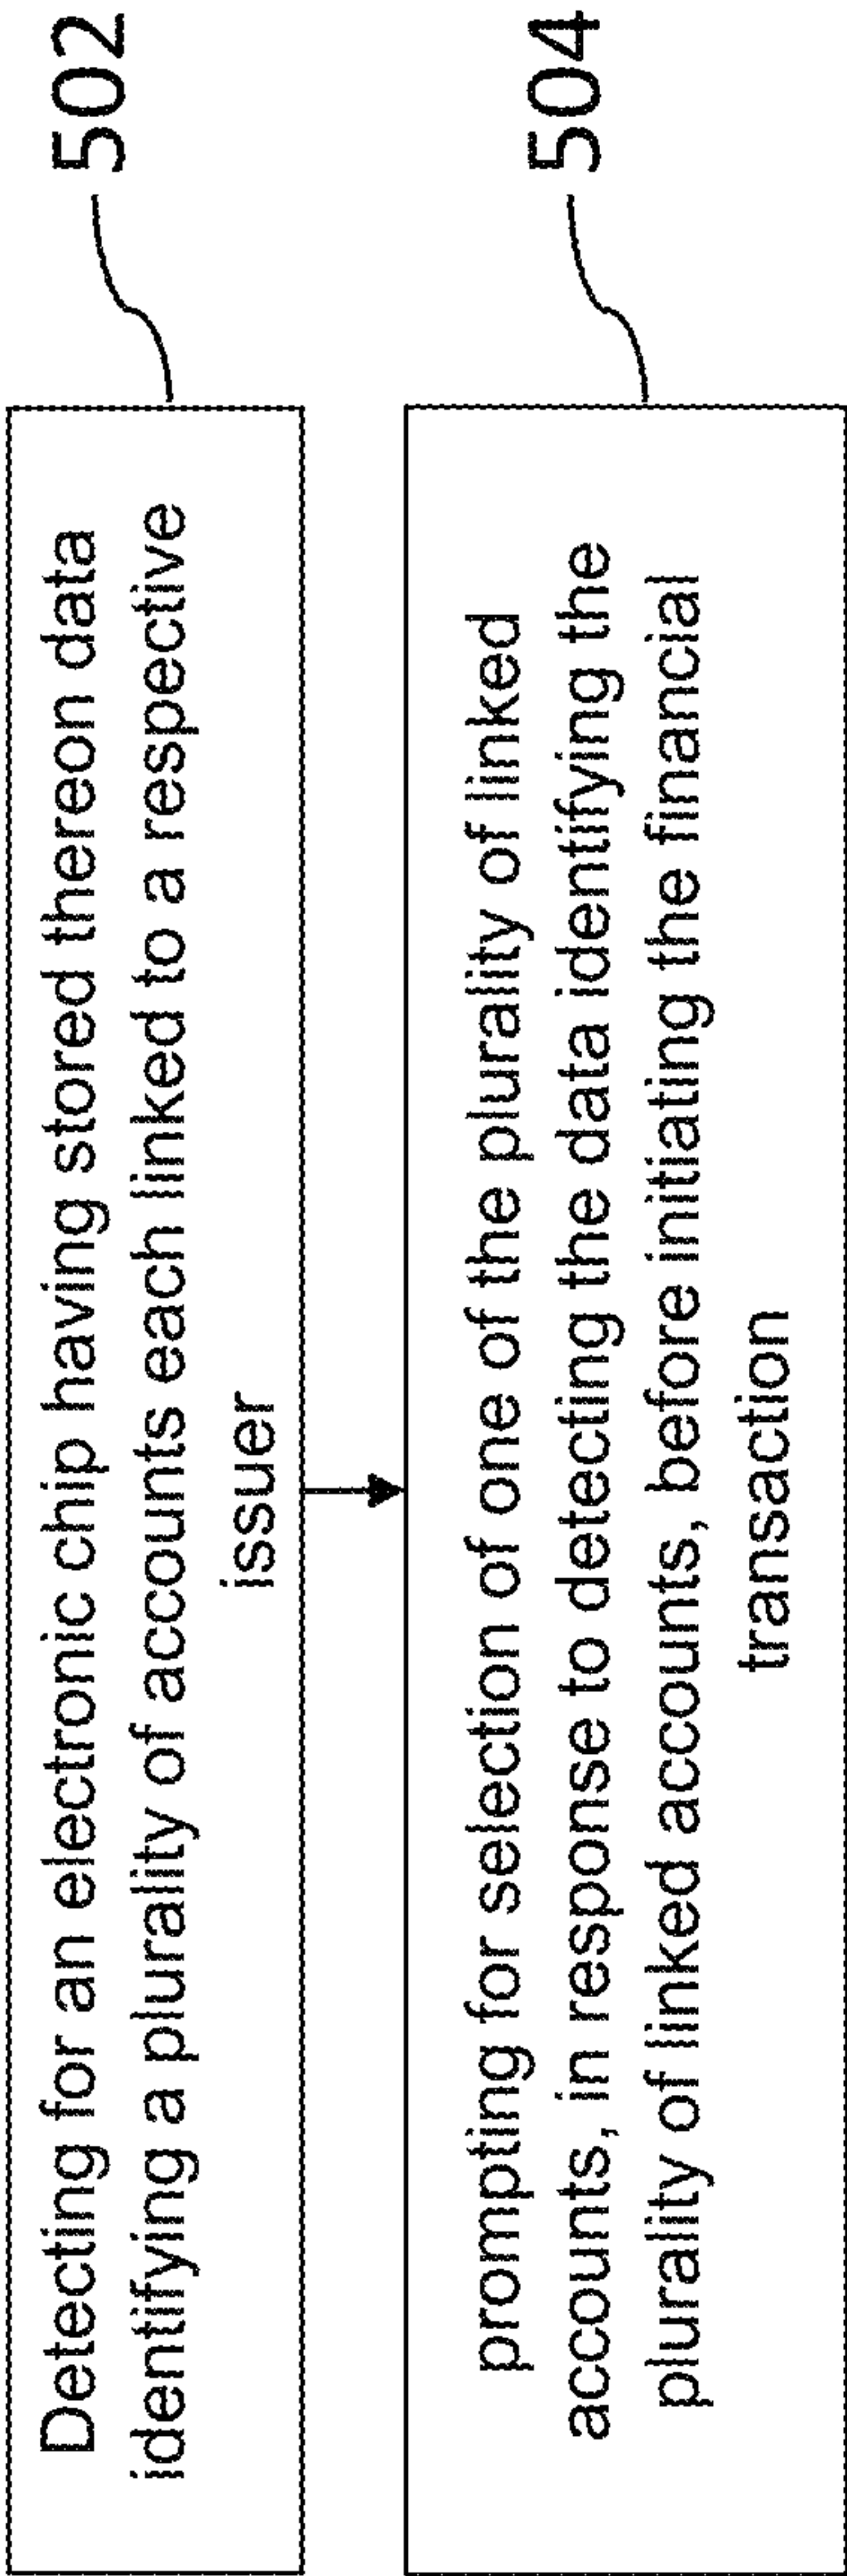 Detecting for an electronic chip having stored thereon data
identifying a plurality of accounts each linked to a respective
issuer
502
prompting for selection of one of the plurality of linked
accounts, in response to detecting the data identifying the
plurality of linked accounts, before initiating the financial
transaction
504